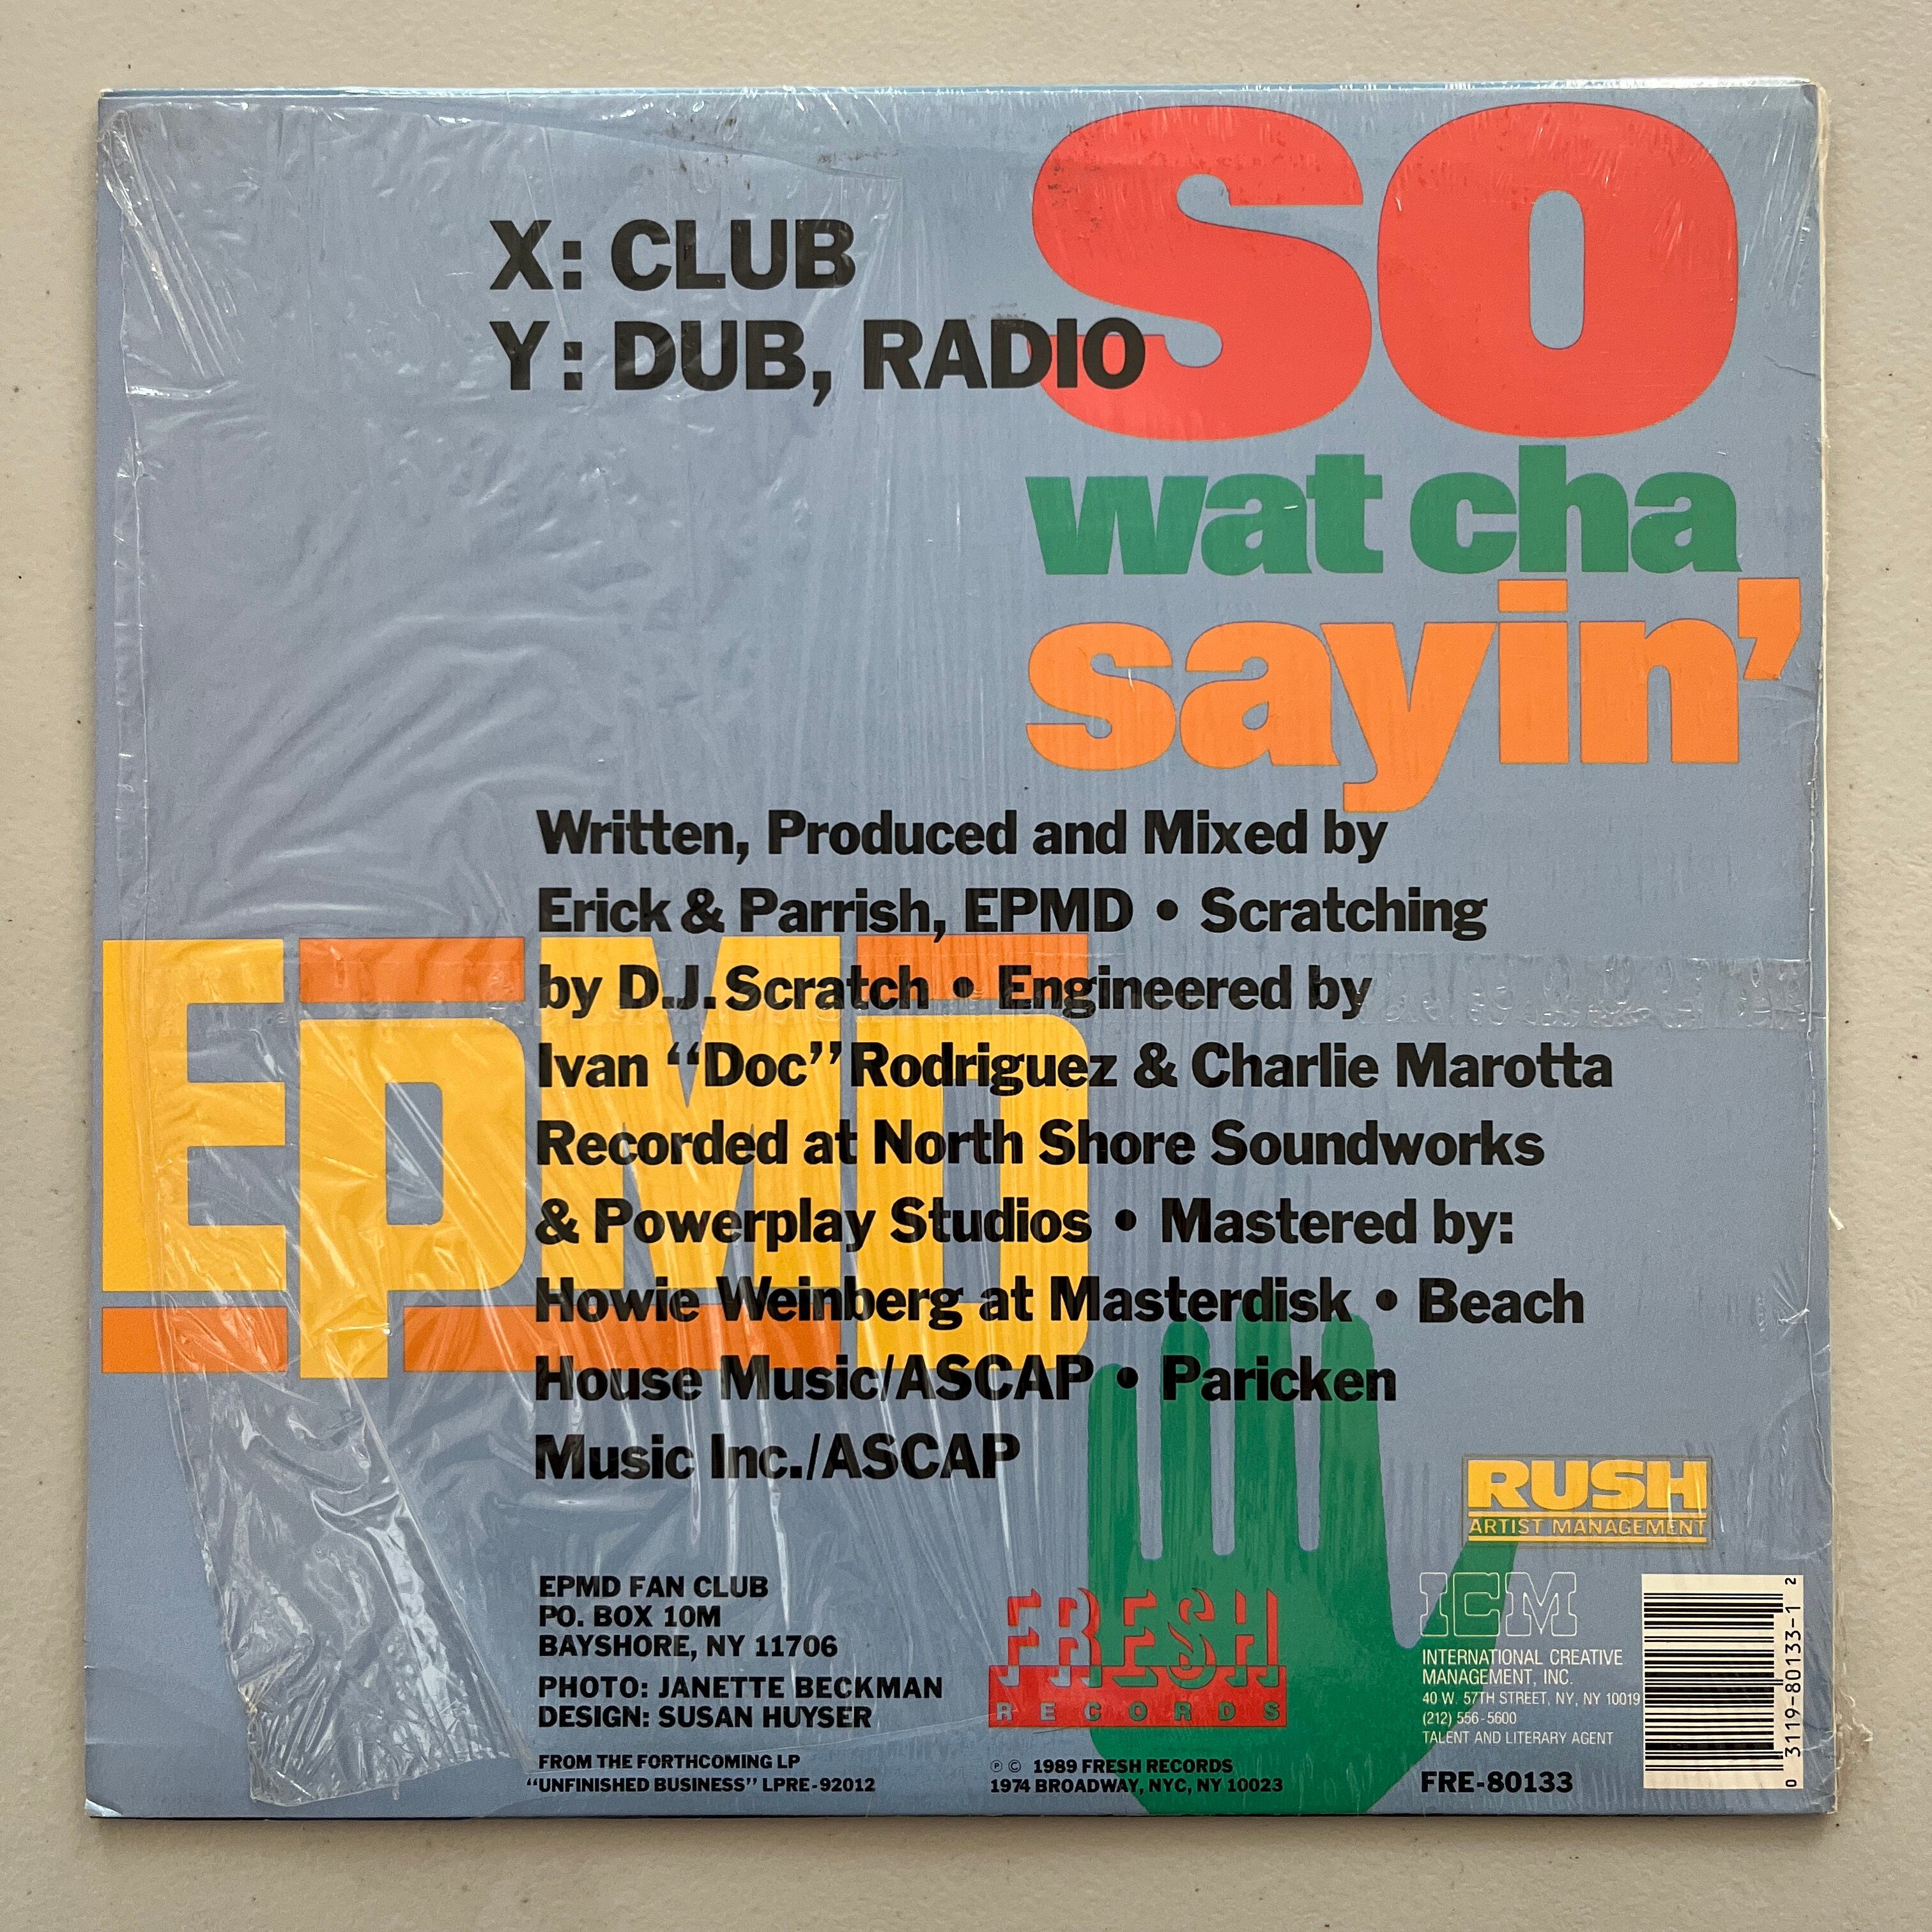 X: CLUB
Y: DUB, RADIO
so
wat cha
sayin'
EPMD
Written, Produced and Mixed by
Erick & Parrish, EPMD • Scratching
by D.J. Scratch • Engineered by
Ivan “Doc” Rodriguez & Charlie Marotta
Recorded at North Shore Soundworks
& Powerplay Studios • Mastered by:
Howie Weinberg at Masterdisk • Beach
House Music/ASCAP • Paricken
Music Inc./ASCAP
EPMD FAN CLUB
PO. BOX 10M
BAYSHORE, NY 11706
PHOTO: JANETTE BECKMAN
DESIGN: SUSAN HUYSER
FROM THE FORTHCOMING LP
“UNFINISHED BUSINESS” LPRE-92012
FRESH
RECORDS
℗ © 1989 FRESH RECORDS
1974 BROADWAY, NYC, NY 10023
RUSH
ARTIST MANAGEMENT
ICM
INTERNATIONAL CREATIVE
MANAGEMENT, INC.
40 W. 57TH STREET, NY, NY 10019
(212) 556-5600
TALENT AND LITERARY AGENT
FRE-80133
0 3119-80133-1 2